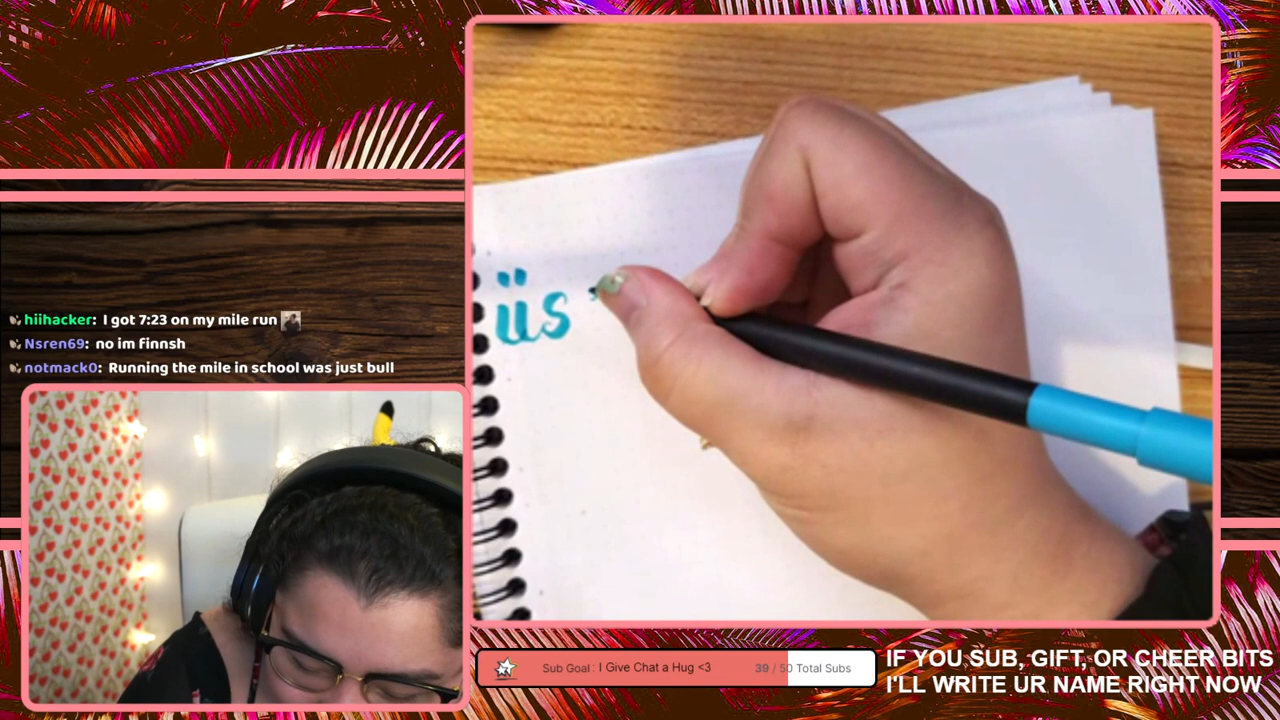 üs
hiihacker: I got 7:23 on my mile run
Nsren69: no im finnsh
notmack0: Running the mile in school was just bull
Sub Goal : I Give Chat a Hug <3 39 / 50 Total Subs
IF YOU SUB, GIFT, OR CHEER BITS
I'LL WRITE UR NAME RIGHT NOW